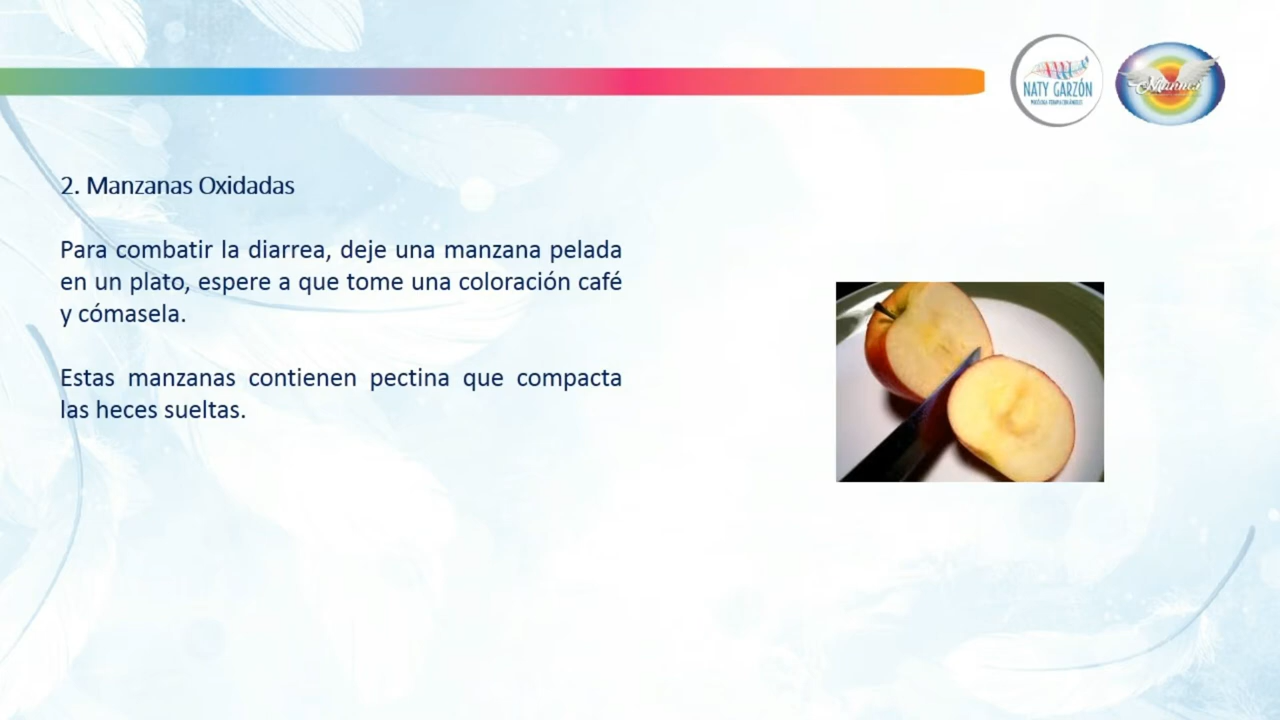 NATY GARZÓN
2. Manzanas Oxidadas
Para combatir la diarrea, deje una manzana pelada
en un plato, espere a que tome una coloración café
y cómasela.
Estas manzanas contienen pectina que compacta
las heces sueltas.